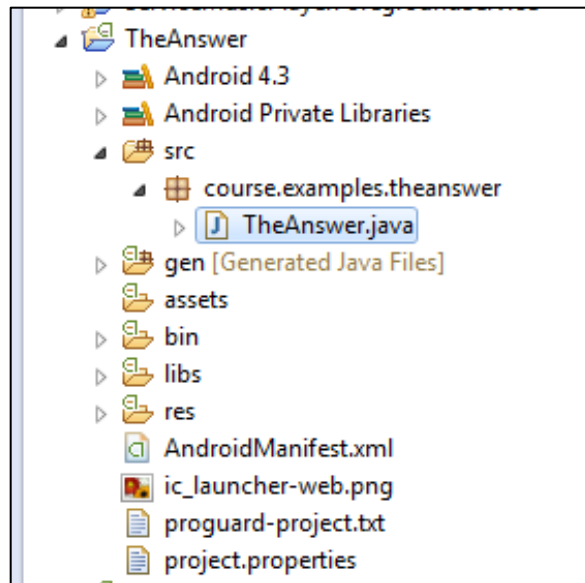 TheAnswer
Android 4.3
Android Private Libraries
src
course.examples.theanswer
TheAnswer.java
gen [Generated Java Files]
assets
bin
libs
res
AndroidManifest.xml
ic_launcher-web.png
proguard-project.txt
project.properties